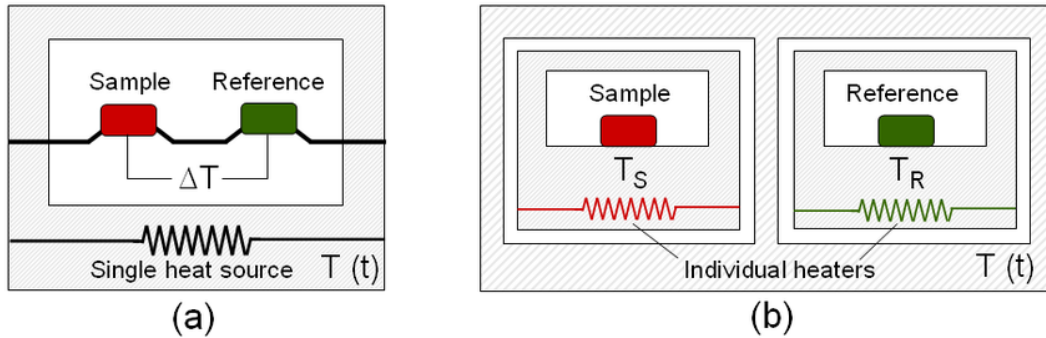 Sample
Reference
ΔT
Single heat source
T (t)
(a)
Sample
T_S
Reference
T_R
Individual heaters
T (t)
(b)